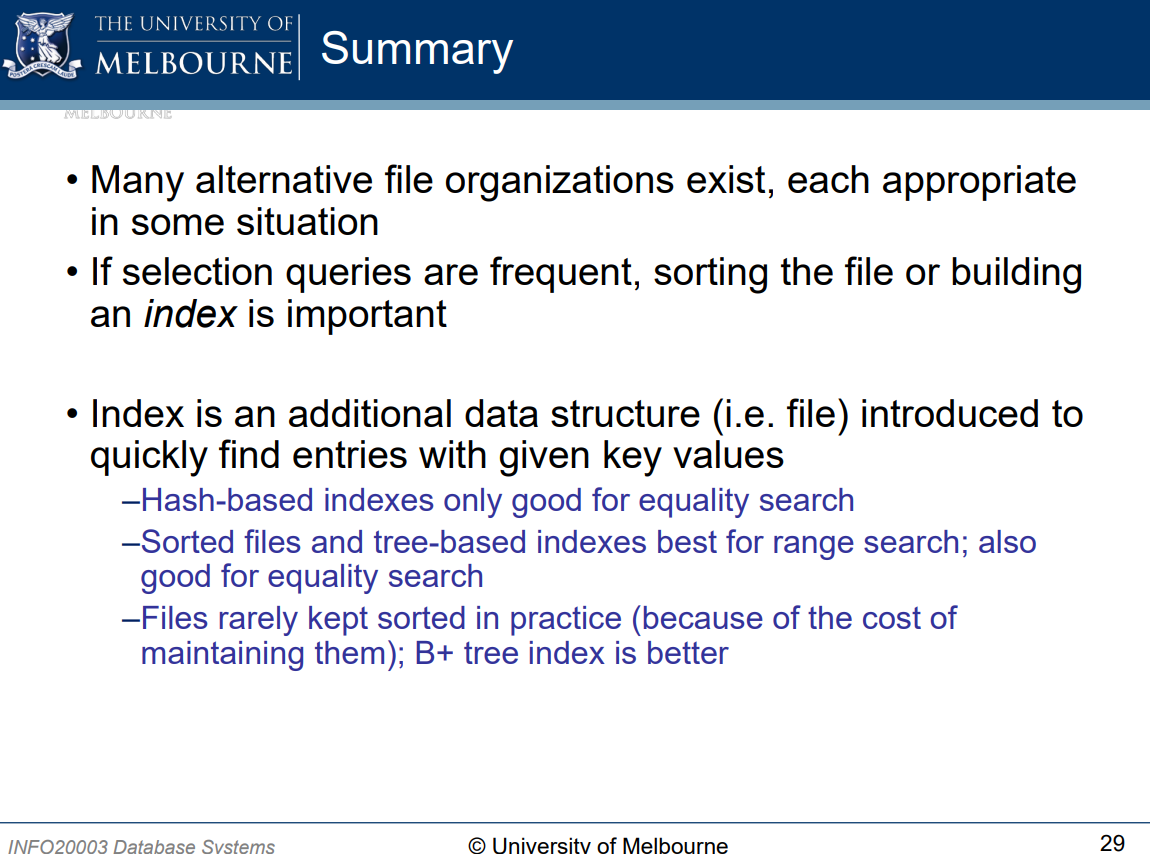 THE UNIVERSITY OF
MELBOURNE
Summary
MELBOURNE
• Many alternative file organizations exist, each appropriate
in some situation
• If selection queries are frequent, sorting the file or building
an index is important
• Index is an additional data structure (i.e. file) introduced to
quickly find entries with given key values
–Hash-based indexes only good for equality search
–Sorted files and tree-based indexes best for range search; also
good for equality search
–Files rarely kept sorted in practice (because of the cost of
maintaining them); B+ tree index is better
INFO20003 Database Systems
© University of Melbourne
29